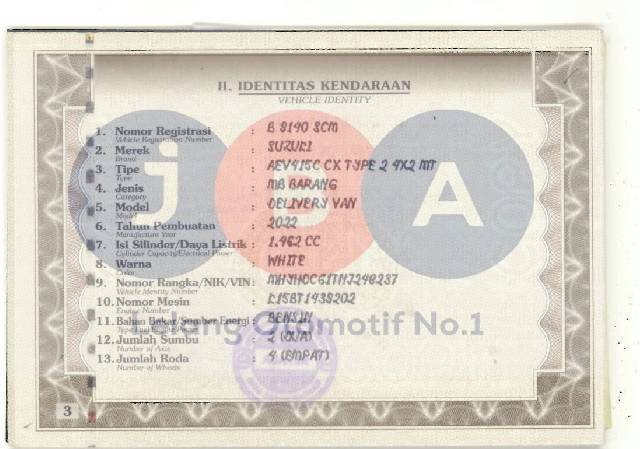 II. IDENTITAS KENDARAAN
VEHICLE IDENTITY
1. Nomor Registrasi : B 9140 SCM
Vehicle Registration Number
2. Merek : SUZUKI
Brand
3. Tipe : AEV415C CX TYPE 2 4X2 MT
Type
4. Jenis : MB BARANG
Category
5. Model : DELIVERY VAN
Model
6. Tahun Pembuatan : 2022
Manufacture Year
7. Isi Silinder/Daya Listrik : 1.462 CC
Cylinder Capacity/Electrical Power
8. Warna : WHITE
Color
9. Nomor Rangka/NIK/VIN :
Vehicle Identity Number
10. Nomor Mesin :
Engine Number
11. Bahan Bakar/Sumber Energi : BENSIN
12. Jumlah Sumbu : 2 (DUA)
Number of Axis
13. Jumlah Roda : 4 (EMPAT)
Number of Wheels
3
JBA
Lelang Otomotif No.1